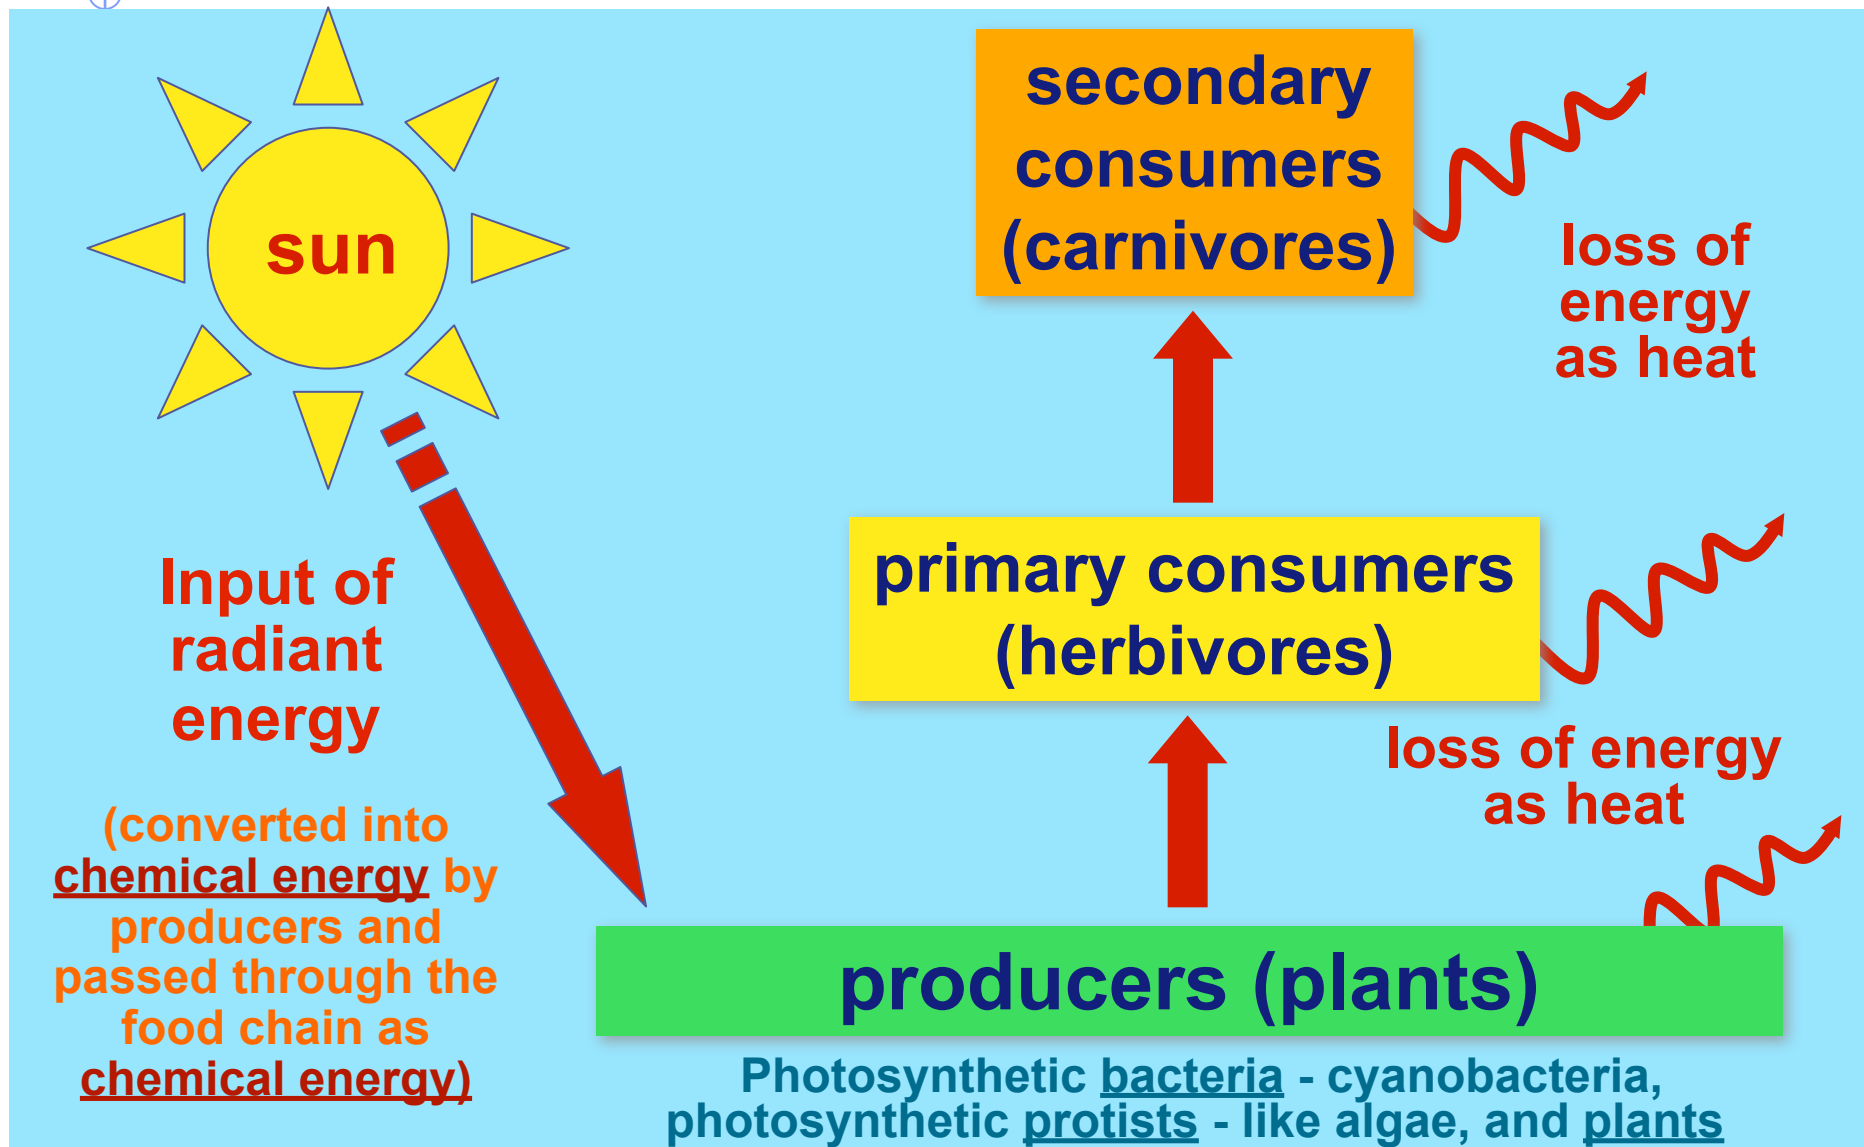 sun
Input of
radiant
energy
(converted into
chemical energy by
producers and
passed through the
food chain as
chemical energy)
secondary
consumers
(carnivores)
loss of
energy
as heat
primary consumers
(herbivores)
loss of energy
as heat
producers (plants)
Photosynthetic bacteria - cyanobacteria,
photosynthetic protists - like algae, and plants